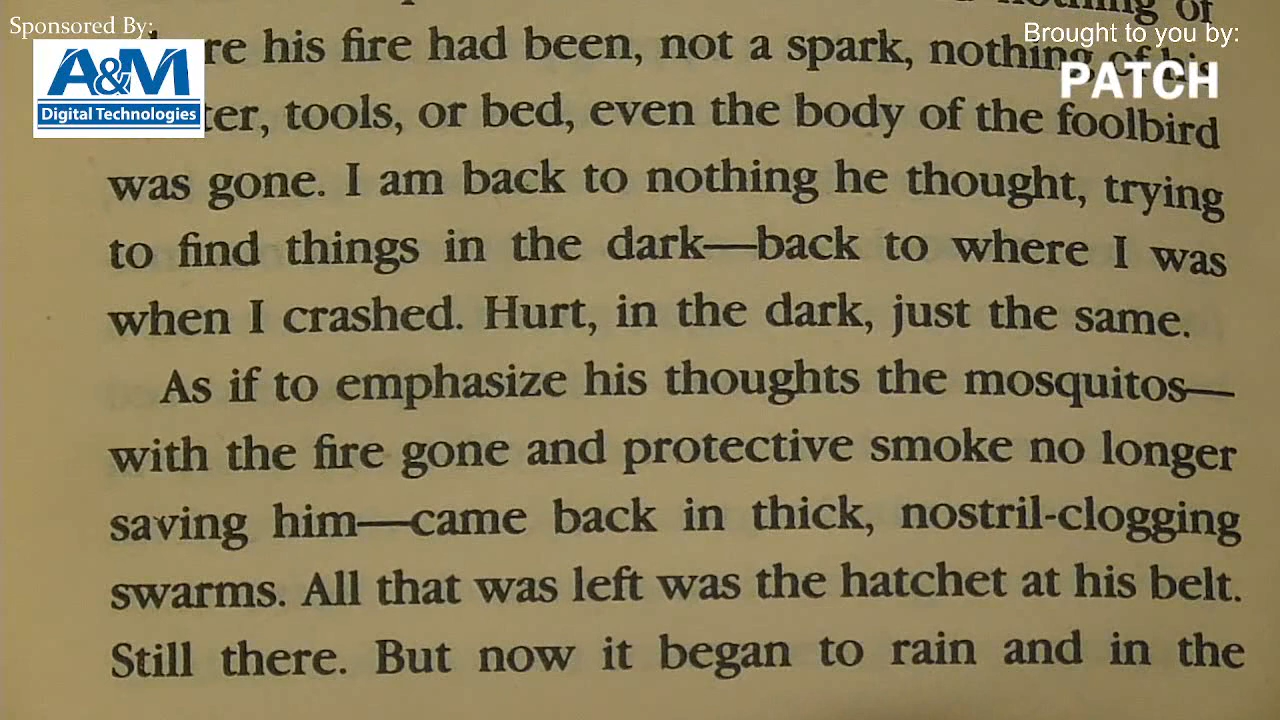 Sponsored By:
A&M
Digital Technologies
Brought to you by:
PATCH
nothing of
his fire had been, not a spark, nothing of his
tools, or bed, even the body of the foolbird
was gone. I am back to nothing he thought, trying
to find things in the dark—back to where I was
when I crashed. Hurt, in the dark, just the same.
As if to emphasize his thoughts the mosquitos—
with the fire gone and protective smoke no longer
saving him—came back in thick, nostril-clogging
swarms. All that was left was the hatchet at his belt.
Still there. But now it began to rain and in the